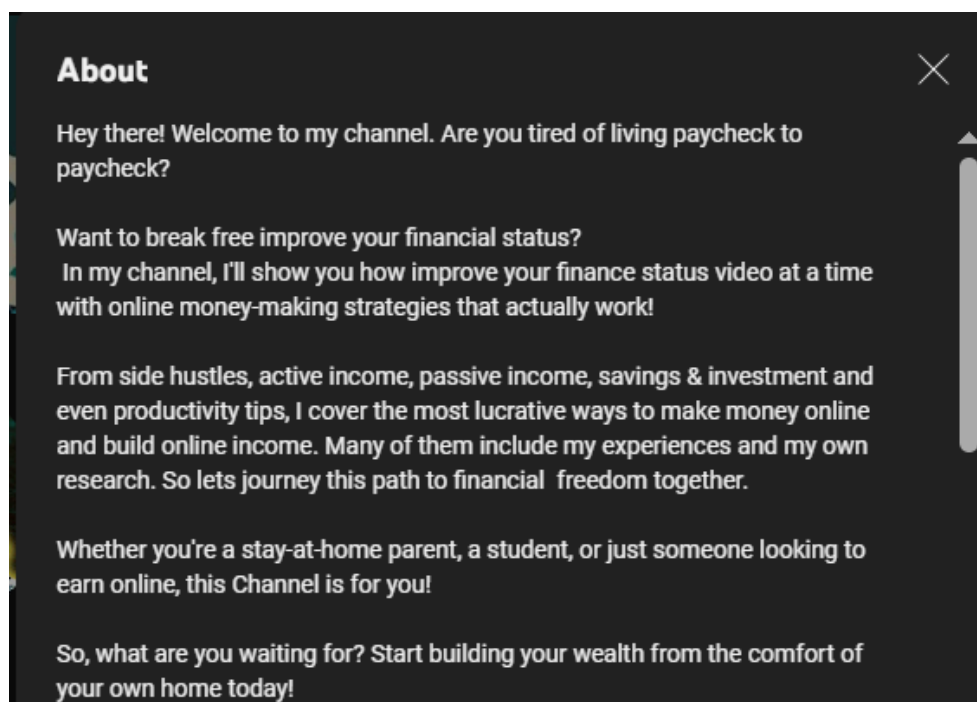 About
Hey there! Welcome to my channel. Are you tired of living paycheck to
paycheck?
Want to break free improve your financial status?
In my channel, I'll show you how improve your finance status video at a time
with online money-making strategies that actually work!
From side hustles, active income, passive income, savings & investment and
even productivity tips, I cover the most lucrative ways to make money online
and build online income. Many of them include my experiences and my own
research. So lets journey this path to financial  freedom together.
Whether you're a stay-at-home parent, a student, or just someone looking to
earn online, this Channel is for you!
So, what are you waiting for? Start building your wealth from the comfort of
your own home today!